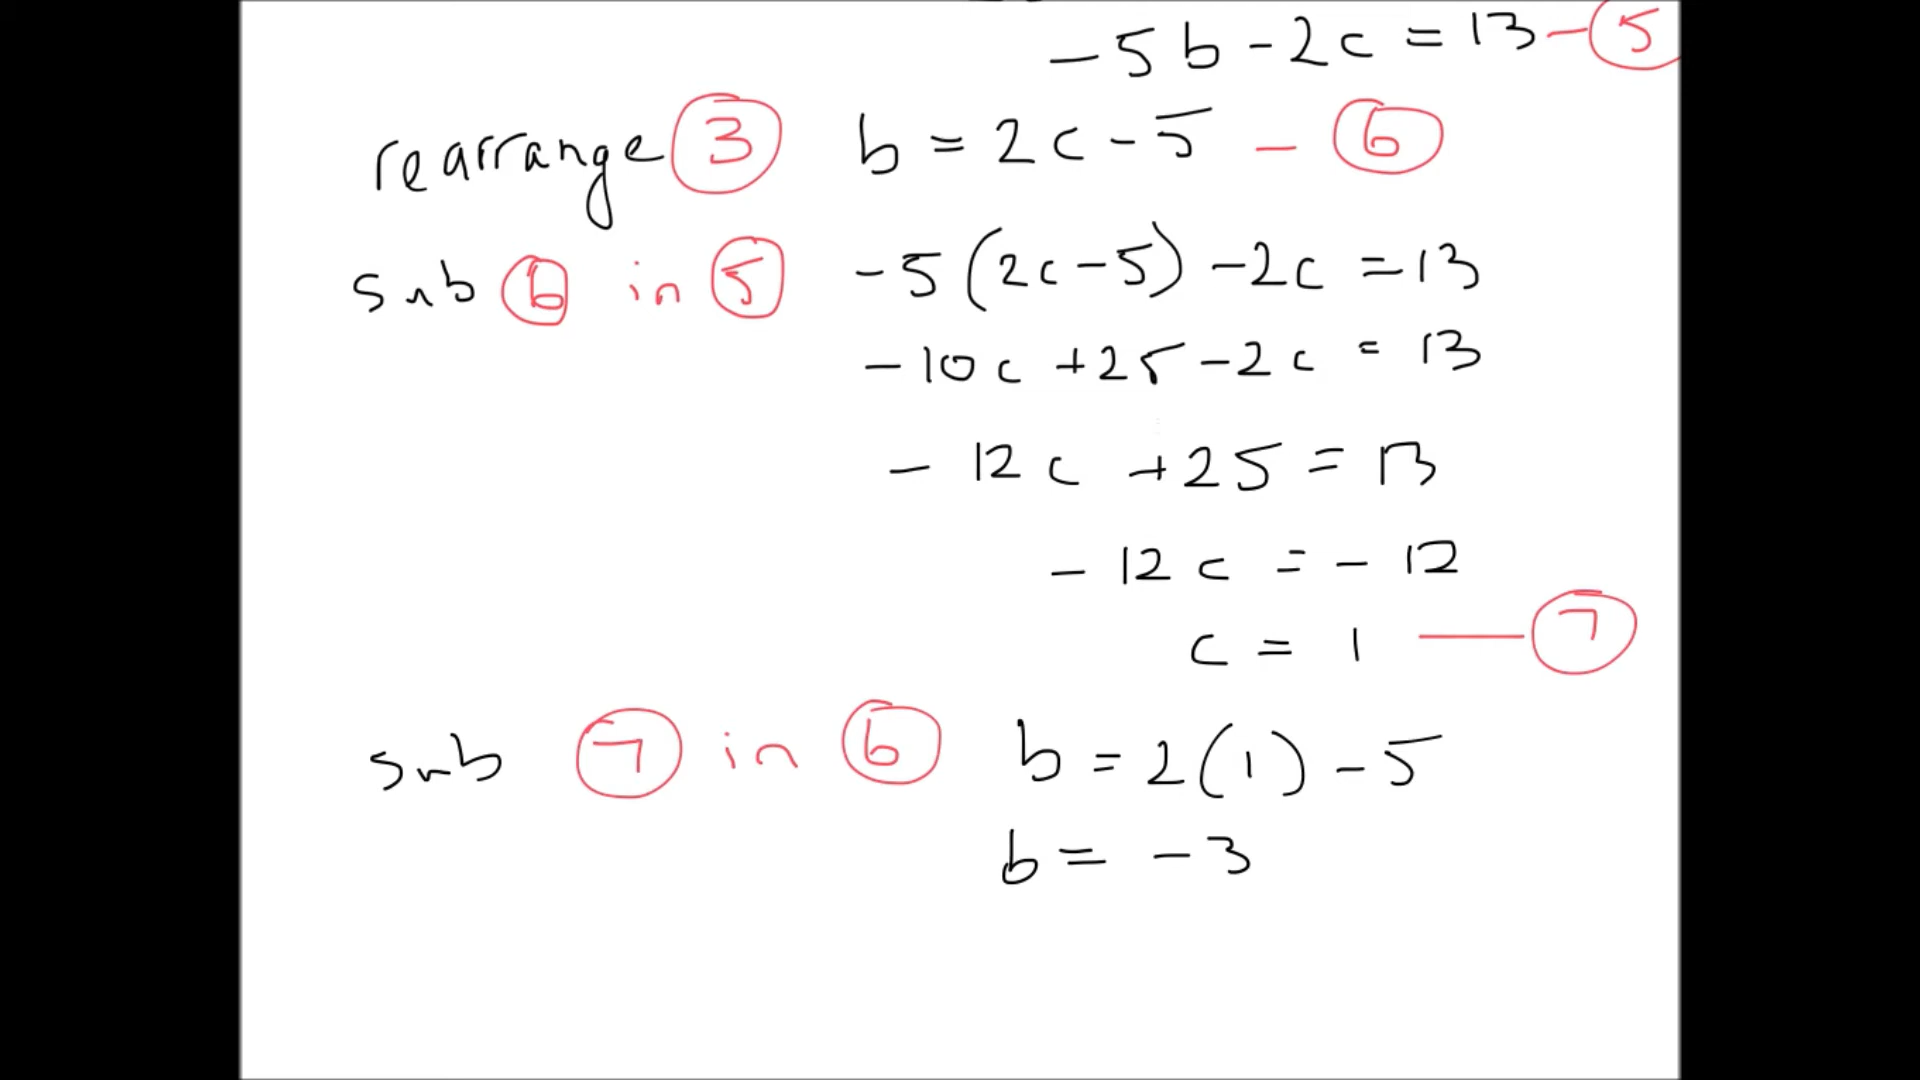 -5b-2c=13-⑤
rearrange ③ b=2c-5-⑥
sub ⑥ in ⑤ -5(2c-5)-2c=13
-10c+25-2c=13
-12c+25=13
-12c=-12
c=1—⑦
sub ⑦ in ⑥ b=2(1)-5
b=-3